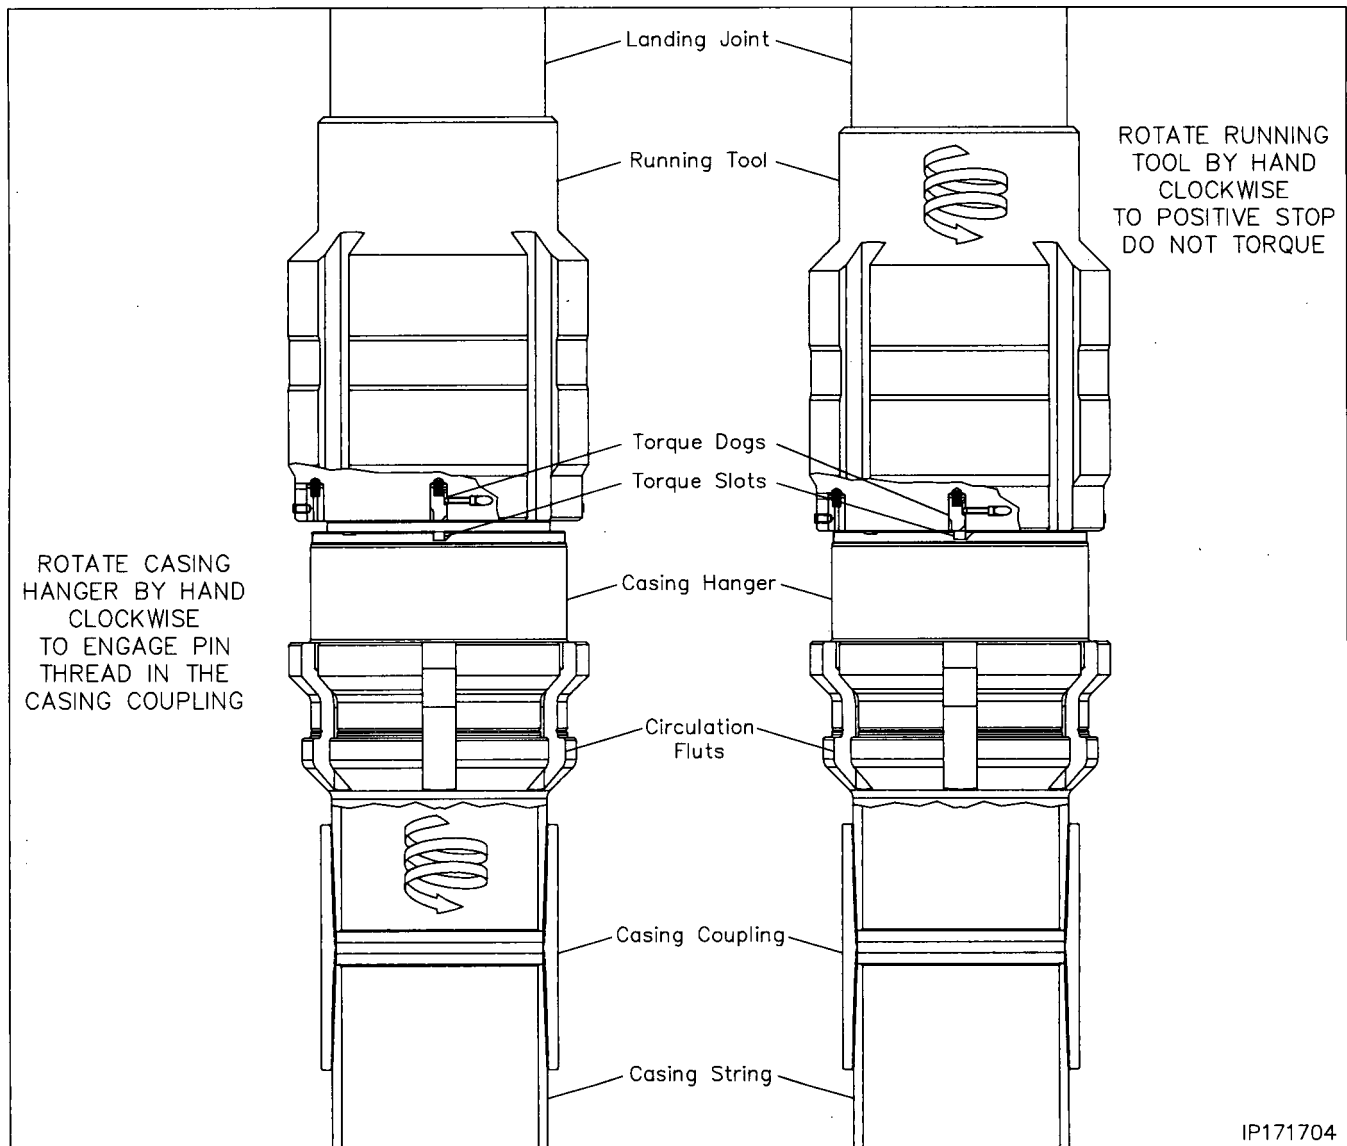 Landing Joint
Running Tool
ROTATE RUNNING
TOOL BY HAND
CLOCKWISE
TO POSITIVE STOP
DO NOT TORQUE
Torque Dogs
Torque Slots
ROTATE CASING
HANGER BY HAND
CLOCKWISE
TO ENGAGE PIN
THREAD IN THE
CASING COUPLING
Casing Hanger
Circulation
Fluts
Casing Coupling
Casing String
IP171704